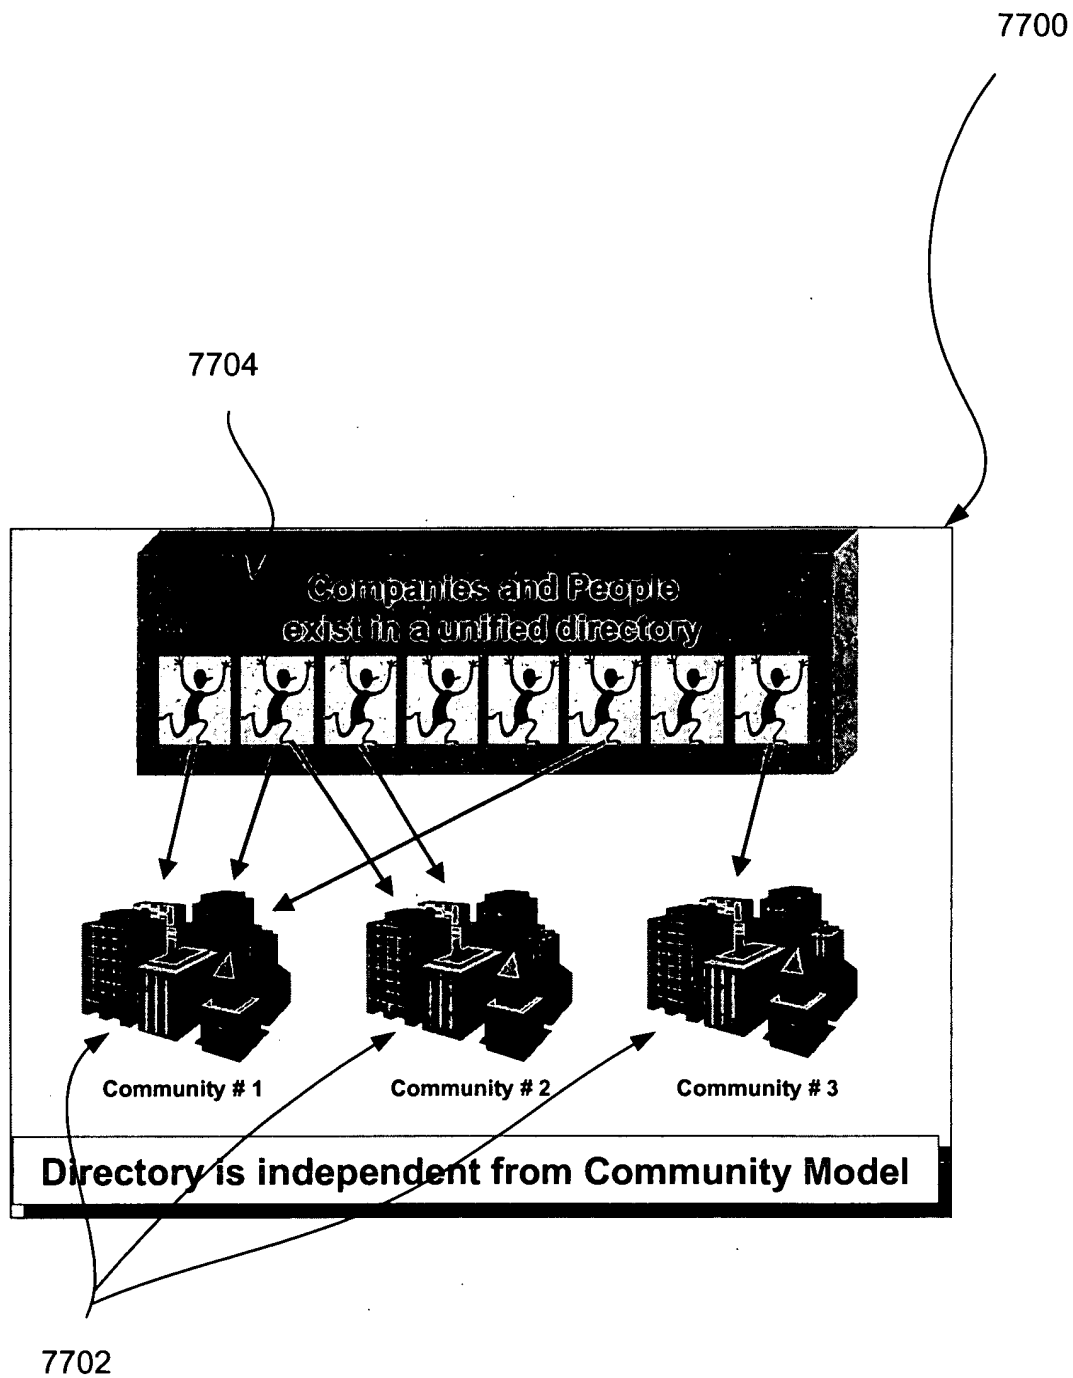 7700
7704
Companies and People
exist in a unified directory
Community # 1
Community # 2
Community # 3
Directory is independent from Community Model
7702